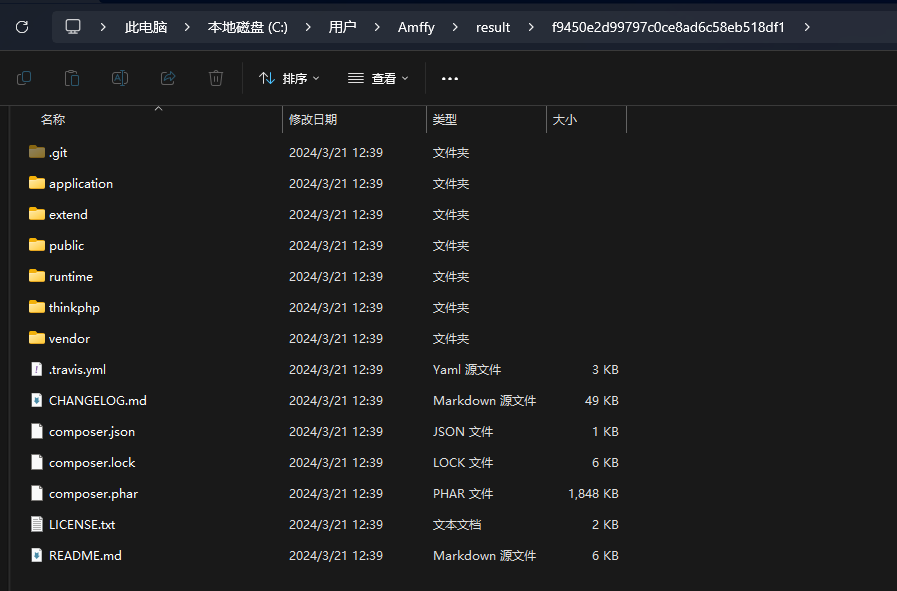 此电脑 本地磁盘 (C:) 用户 Amffy result f9450e2d99797c0ce8ad6c58eb518df1
排序 查看
名称 修改日期 类型 大小
.git 2024/3/21 12:39 文件夹
application 2024/3/21 12:39 文件夹
extend 2024/3/21 12:39 文件夹
public 2024/3/21 12:39 文件夹
runtime 2024/3/21 12:39 文件夹
thinkphp 2024/3/21 12:39 文件夹
vendor 2024/3/21 12:39 文件夹
.travis.yml 2024/3/21 12:39 Yaml 源文件 3 KB
CHANGELOG.md 2024/3/21 12:39 Markdown 源文件 49 KB
composer.json 2024/3/21 12:39 JSON 文件 1 KB
composer.lock 2024/3/21 12:39 LOCK 文件 6 KB
composer.phar 2024/3/21 12:39 PHAR 文件 1,848 KB
LICENSE.txt 2024/3/21 12:39 文本文档 2 KB
README.md 2024/3/21 12:39 Markdown 源文件 6 KB